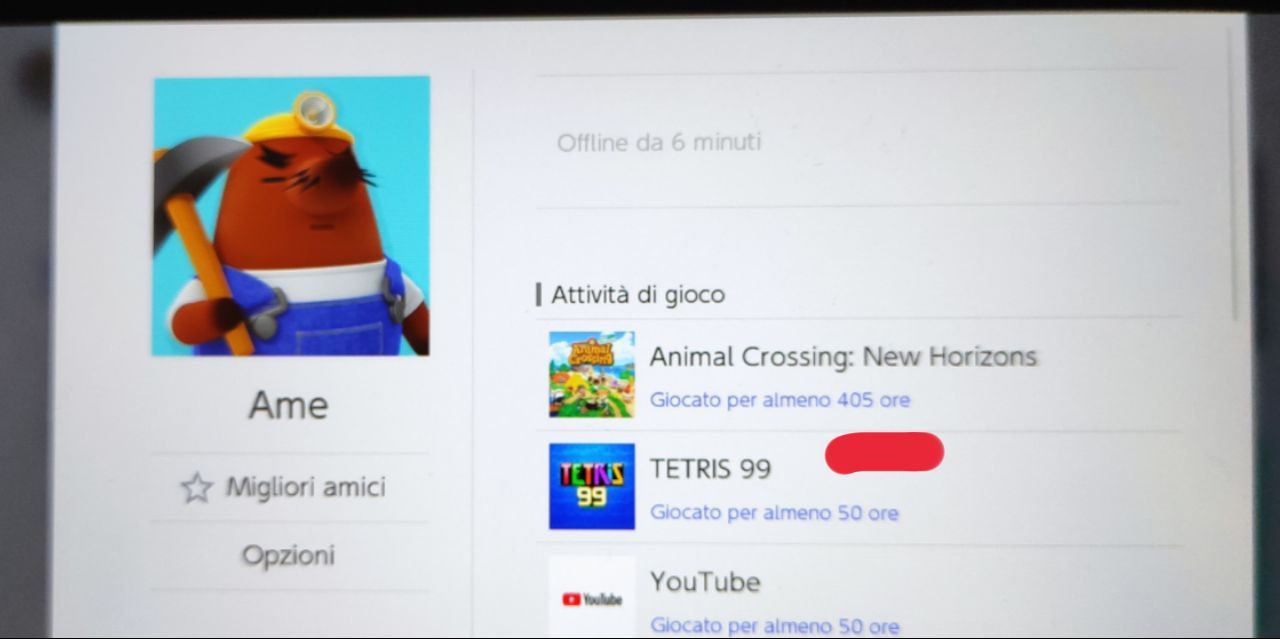 Offline da 6 minuti
Attività di gioco
Animal Crossing
Animal Crossing: New Horizons
Giocato per almeno 405 ore
Ame
TETRIS 99
TETRIS 99
Giocato per almeno 50 ore
Migliori amici
Opzioni
YouTube
YouTube
Giocato per almeno 50 ore